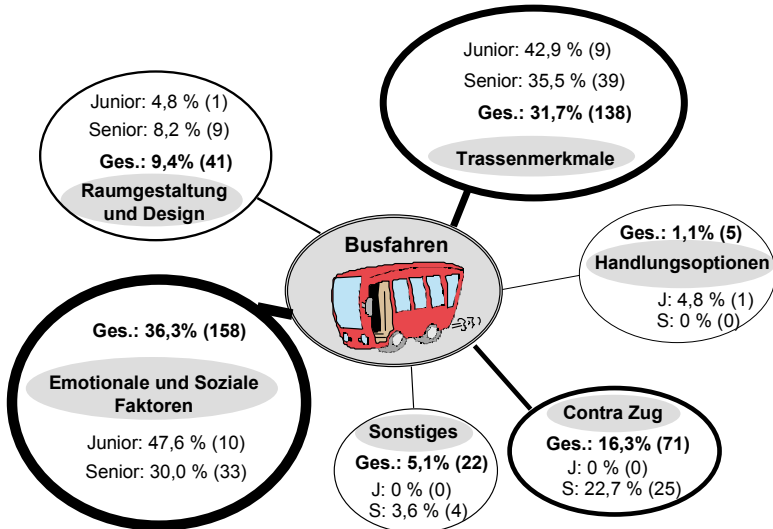 Junior: 4,8 % (1)
Senior: 8,2 % (9)
Ges.: 9,4% (41)
Raumgestaltung
und Design
Junior: 42,9 % (9)
Senior: 35,5 % (39)
Ges.: 31,7% (138)
Trassenmerkmale
Busfahren
Ges.: 1,1% (5)
Handlungsoptionen
J: 4,8 % (1)
S: 0 % (0)
Ges.: 36,3% (158)
Emotionale und Soziale
Faktoren
Junior: 47,6 % (10)
Senior: 30,0 % (33)
Sonstiges
Ges.: 5,1% (22)
J: 0 % (0)
S: 3,6 % (4)
Contra Zug
Ges.: 16,3% (71)
J: 0 % (0)
S: 22,7 % (25)